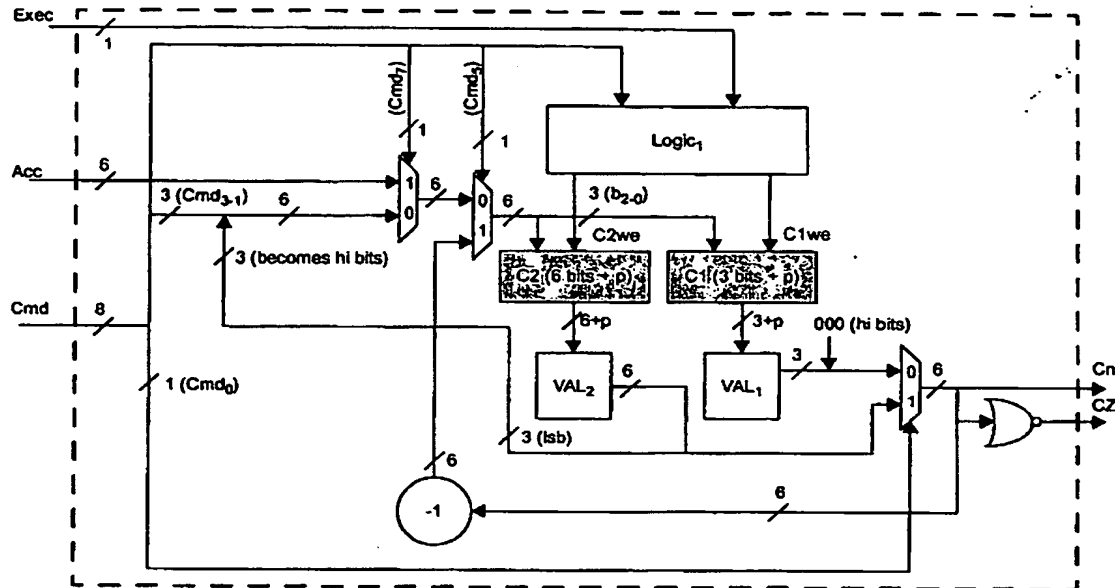 Exec
1
(Cmd7)
(Cmd5)
1
1
Logic1
Acc
6
3 (Cmd3-1)
6
1
0
6
0
1
6
3 (b2-0)
C2we
C1we
3 (becomes hi bits)
C2 (6 bits + p)
C1 (3 bits + p)
Cmd
8
6+p
3+p
000 (hi bits)
1 (Cmd0)
VAL2
6
VAL1
3
0
1
6
Cn
CZ
3 (lsb)
6
-1
6